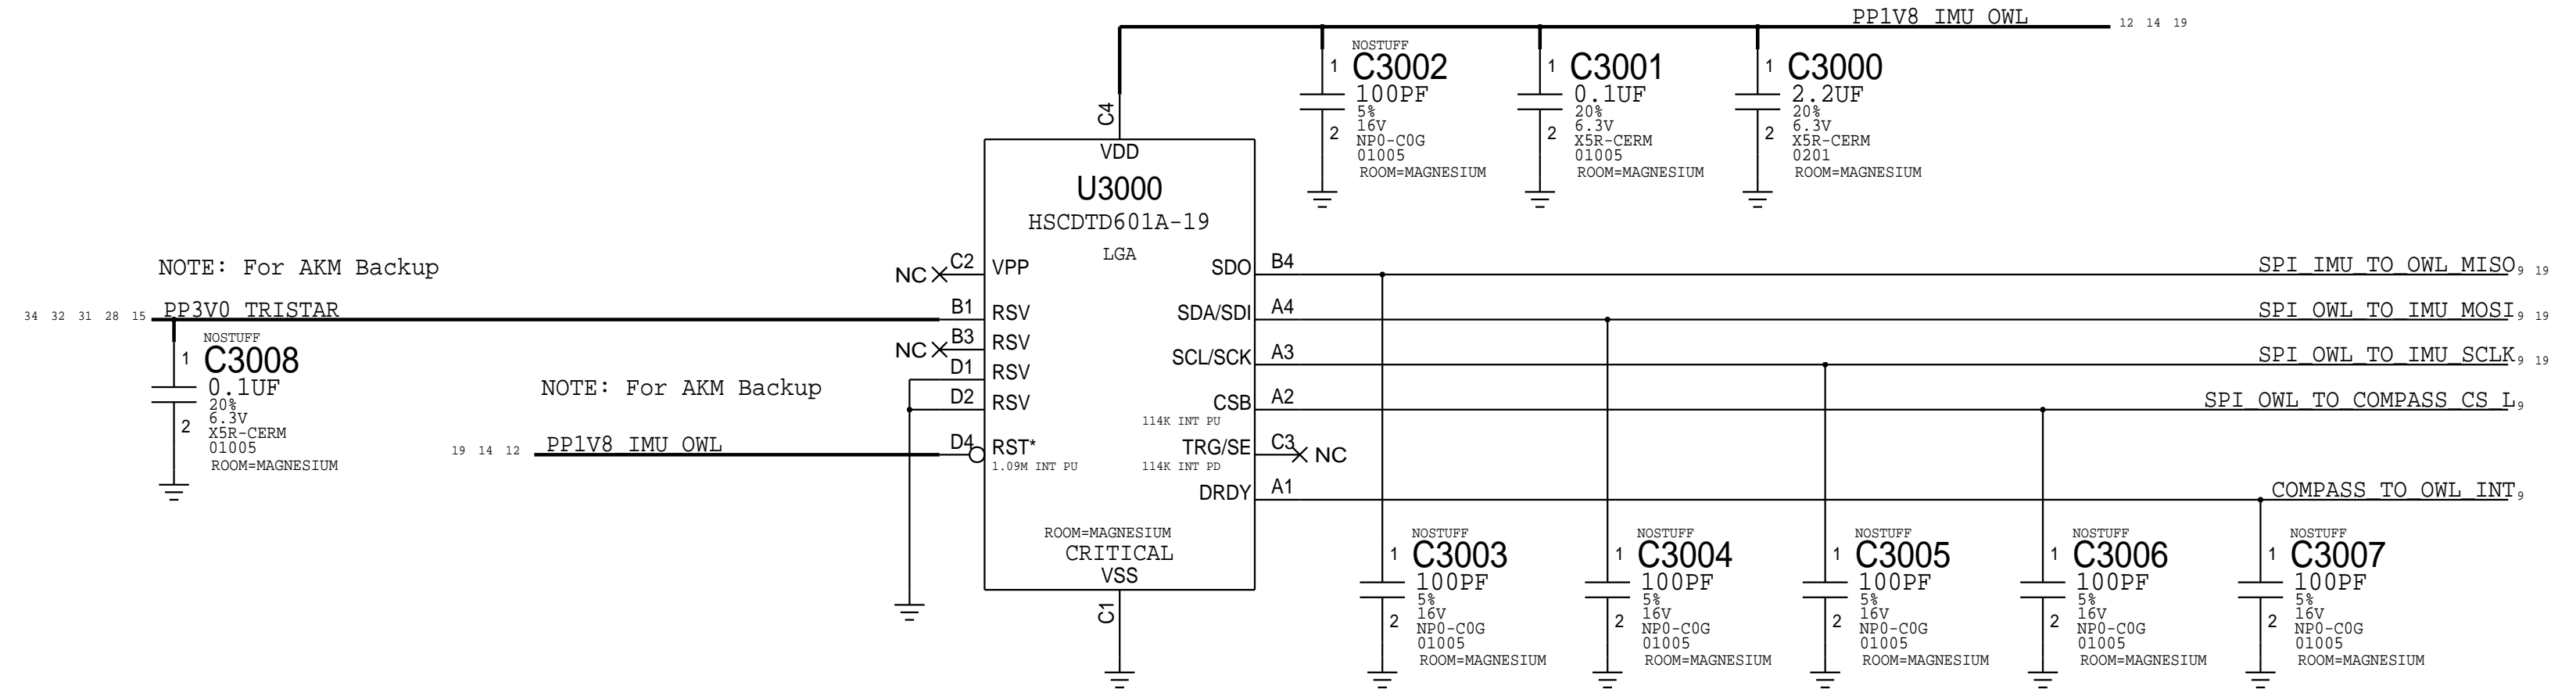 PP1V8 IMU OWL 12 14 19
NOSTUFF
1 C3002
100PF
5%
16V
2
NP0-C0G
01005
ROOM=MAGNESIUM
1 C3001
0.1UF
20%
6.3V
2
X5R-CERM
01005
ROOM=MAGNESIUM
1 C3000
2.2UF
20%
6.3V
2
X5R-CERM
0201
ROOM=MAGNESIUM
C4
VDD
U3000
HSCDTD601A-19
LGA
NOTE: For AKM Backup
NC C2 VPP
34 32 31 28 15 PP3V0 TRISTAR
B1 RSV
NC B3 RSV
D1 RSV
D2 RSV
NOSTUFF
1 C3008
0.1UF
20%
6.3V
2
X5R-CERM
01005
ROOM=MAGNESIUM
NOTE: For AKM Backup
19 14 12 PP1V8 IMU OWL
D4 RST*
1.09M INT PU
SDO B4 SPI_IMU_TO_OWL_MISO 9 19
SDA/SDI A4 SPI_OWL_TO_IMU_MOSI 9 19
SCL/SCK A3 SPI_OWL_TO_IMU_SCLK 9 19
CSB A2 SPI_OWL_TO_COMPASS_CS_L 9
114K INT PU
TRG/SE C3 NC
114K INT PD
DRDY A1 COMPASS_TO_OWL_INT 9
ROOM=MAGNESIUM
CRITICAL
VSS
C1
NOSTUFF
1 C3003
100PF
5%
16V
2
NP0-C0G
01005
ROOM=MAGNESIUM
NOSTUFF
1 C3004
100PF
5%
16V
2
NP0-C0G
01005
ROOM=MAGNESIUM
NOSTUFF
1 C3005
100PF
5%
16V
2
NP0-C0G
01005
ROOM=MAGNESIUM
NOSTUFF
1 C3006
100PF
5%
16V
2
NP0-C0G
01005
ROOM=MAGNESIUM
NOSTUFF
1 C3007
100PF
5%
16V
2
NP0-C0G
01005
ROOM=MAGNESIUM